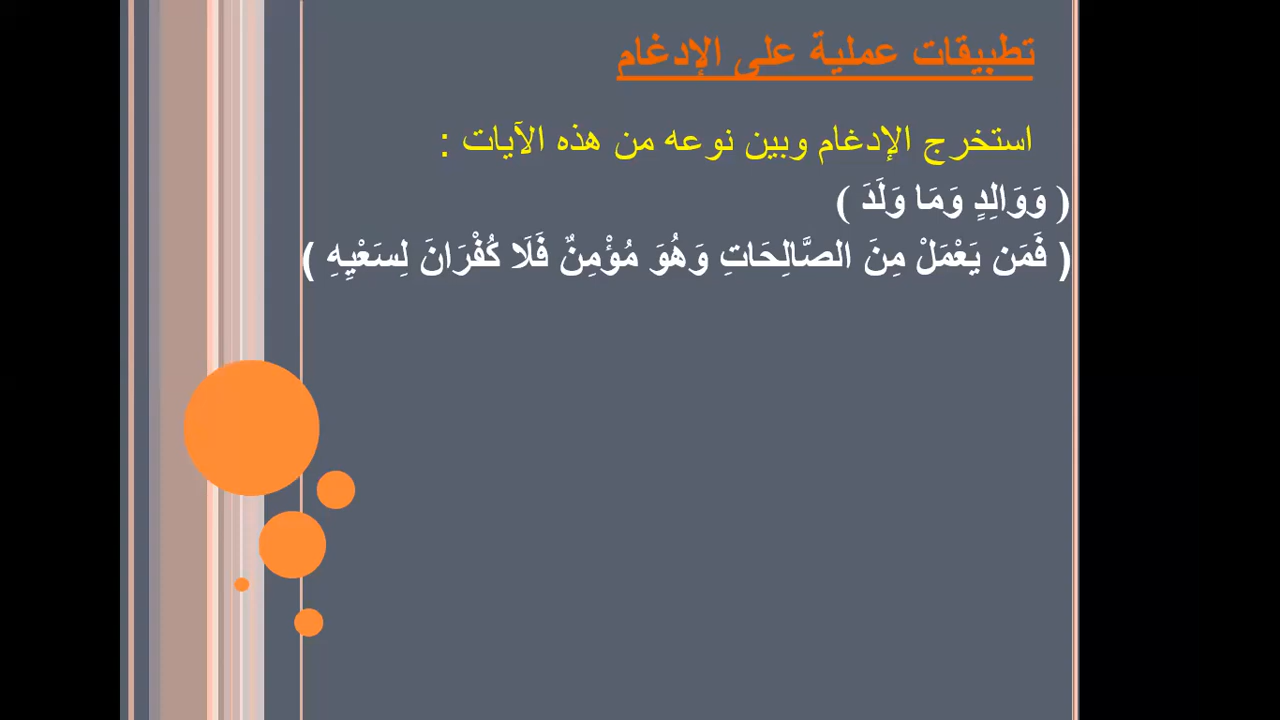 تطبيقات عملية على الإدغام
استخرج الإدغام وبين نوعه من هذه الآيات :
( وَوَالِدٍ وَمَا وَلَدَ )
( فَمَن يَعْمَلْ مِنَ الصَّالِحَاتِ وَهُوَ مُؤْمِنٌ فَلَا كُفْرَانَ لِسَعْيِهِ )